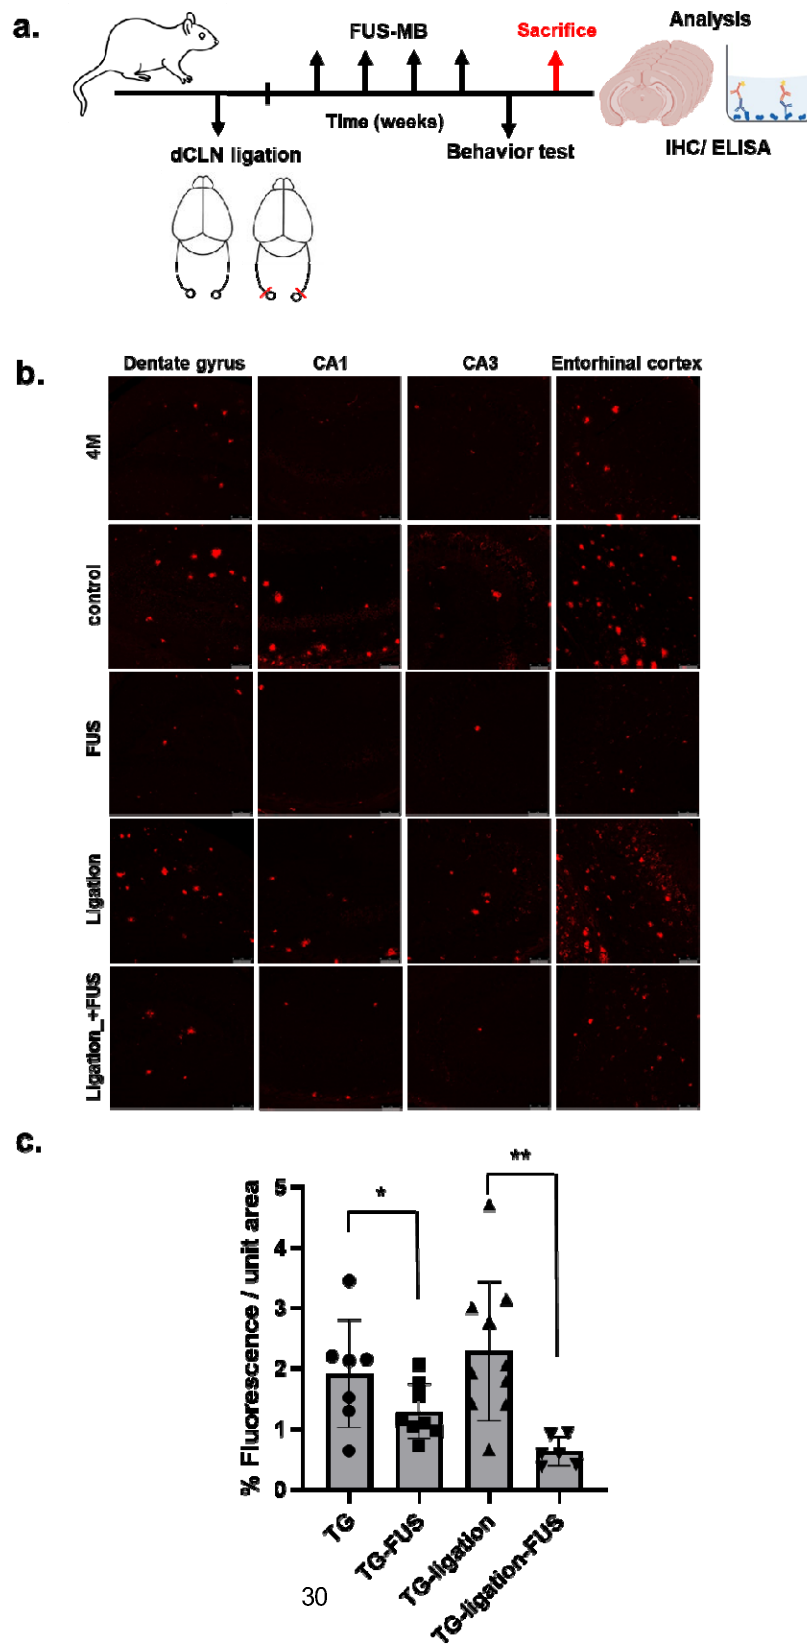 a.
FUS-MB
Sacrifice
Analysis
Time (weeks)
dCLN ligation
Behavior test
IHC/ ELISA
b.
Dentate gyrus CA1 CA3 Entorhinal cortex
4M
control
FUS
Ligation
Ligation_+FUS
c.
% Fluorescence / unit area
5
4
3
2
1
0
*
**
TG
TG-FUS
TG-ligation
TG-ligation-FUS
30